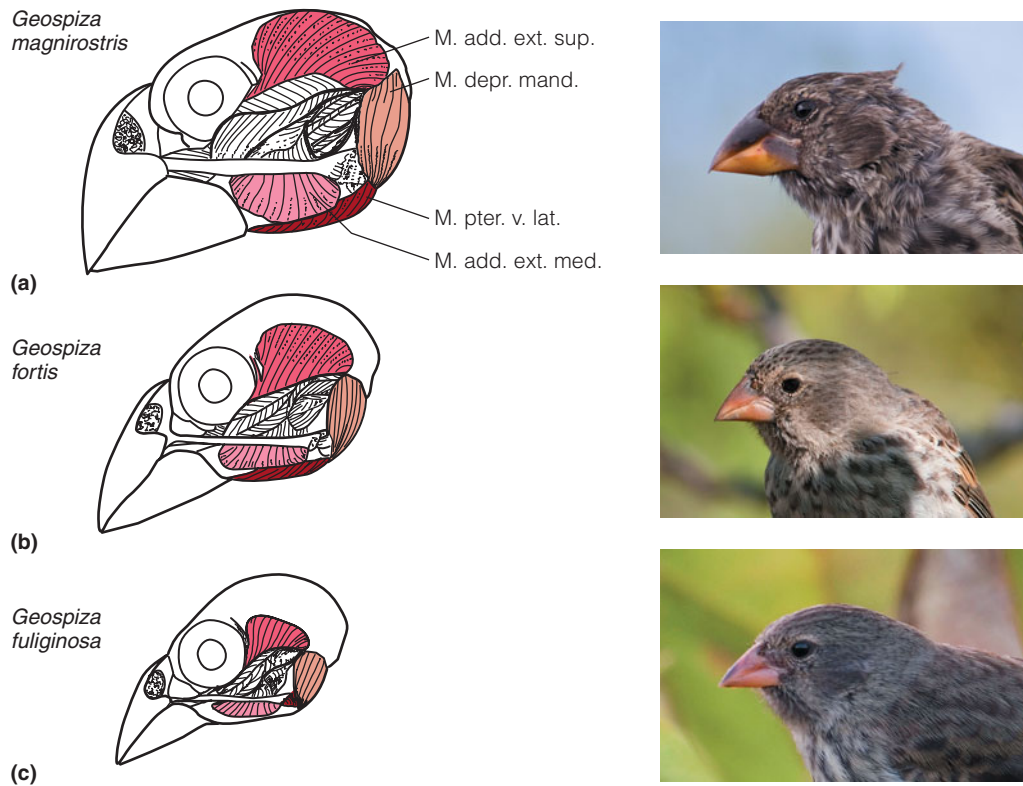 Geospiza
magnirostris
M. add. ext. sup.
M. depr. mand.
M. pter. v. lat.
M. add. ext. med.
(a)
Geospiza
fortis
(b)
Geospiza
fuliginosa
(c)